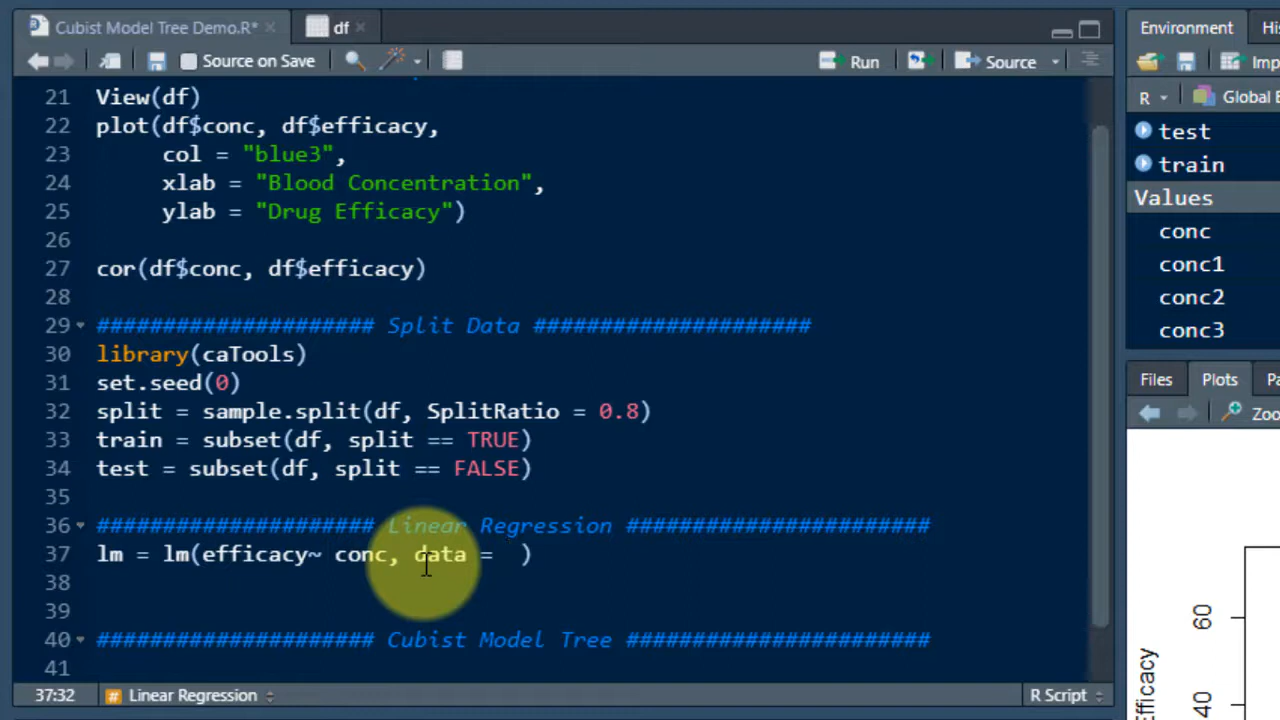 Cubist Model Tree Demo.R* df
Source on Save Run Source
21 View(df)
22 plot(df$conc, df$efficacy,
23 col = "blue3",
24 xlab = "Blood Concentration",
25 ylab = "Drug Efficacy")
26
27 cor(df$conc, df$efficacy)
28
29 ##################### Split Data #####################
30 library(caTools)
31 set.seed(0)
32 split = sample.split(df, SplitRatio = 0.8)
33 train = subset(df, split == TRUE)
34 test = subset(df, split == FALSE)
35
36 ##################### Linear Regression #######################
37 lm = lm(efficacy~ conc, data =  )
38
39
40 ##################### Cubist Model Tree #######################
41
37:32 Linear Regression R Script
Environment
R Global
test
train
Values
conc
conc1
conc2
conc3
Files Plots
60
40